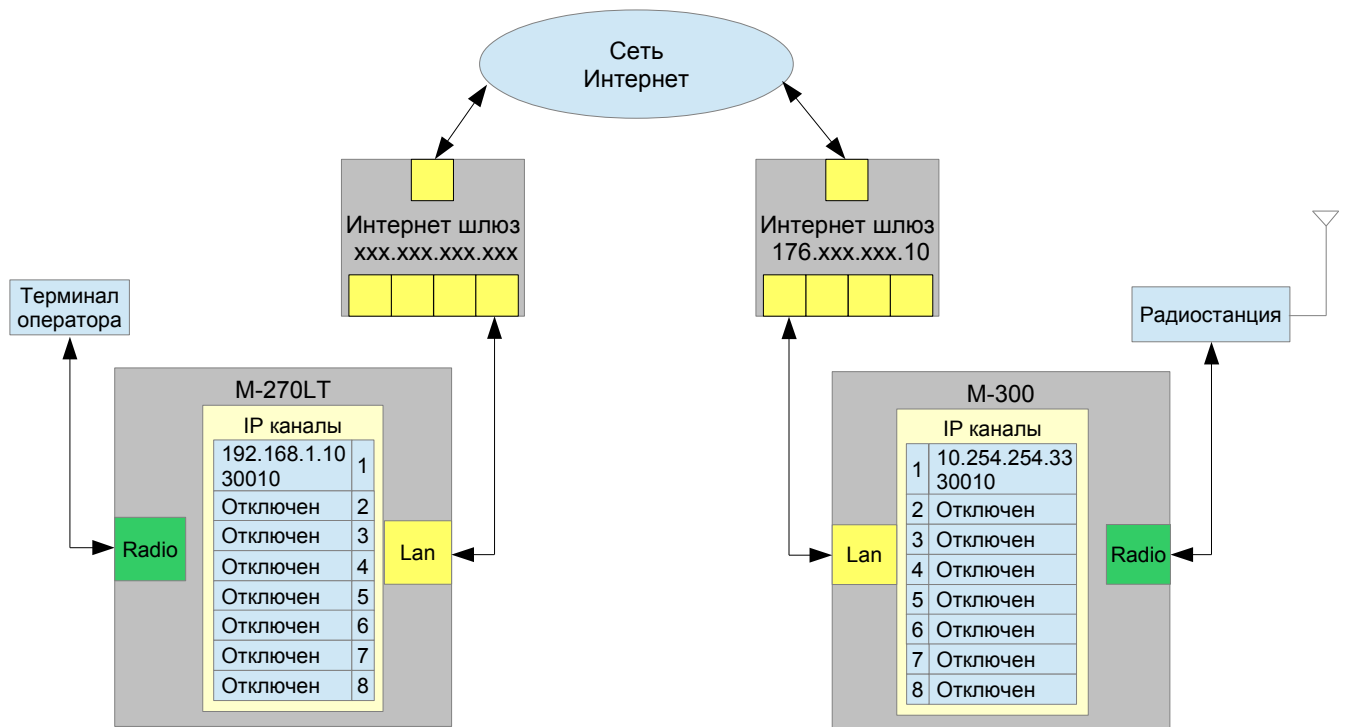 Сеть
Интернет
Интернет шлюз
xxx.xxx.xxx.xxx
Интернет шлюз
176.xxx.xxx.10
Терминал
оператора
Радиостанция
M-270LT
IP каналы
192.168.1.10
30010
1
Отключен 2
Отключен 3
Отключен 4
Отключен 5
Отключен 6
Отключен 7
Отключен 8
Radio
Lan
M-300
IP каналы
1
10.254.254.33
30010
2 Отключен
3 Отключен
4 Отключен
5 Отключен
6 Отключен
7 Отключен
8 Отключен
Lan
Radio